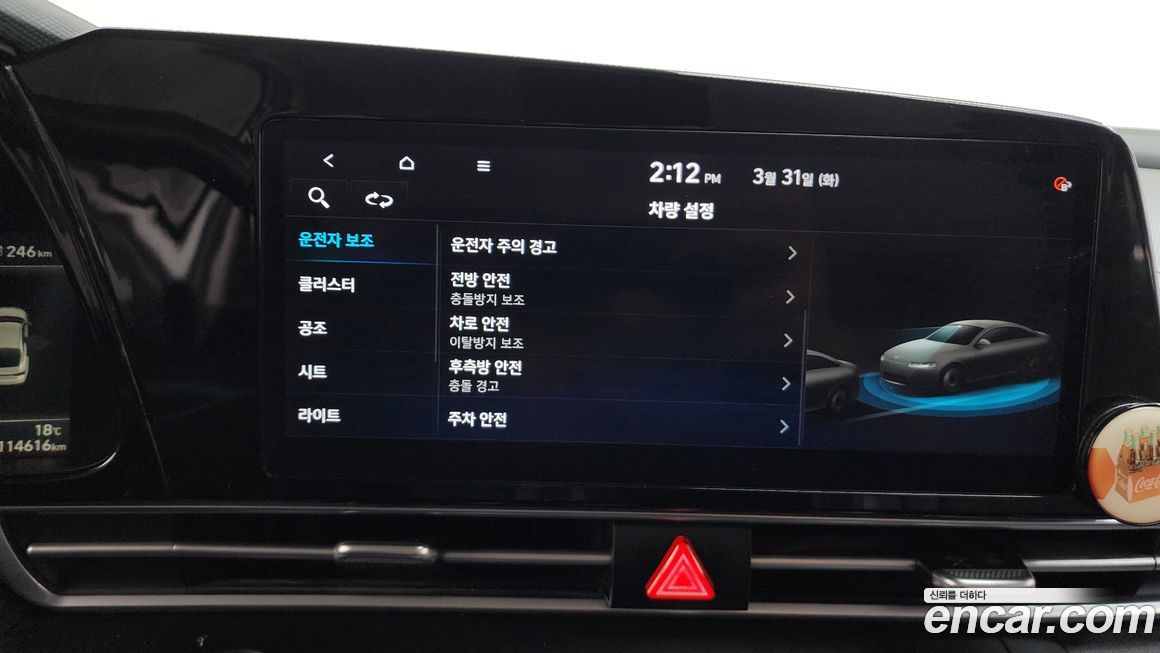 2:12 PM
3월 31일 (화)
차량 설정
운전자 보조
클러스터
공조
시트
라이트
운전자 주의 경고
전방 안전
충돌방지 보조
차로 안전
이탈방지 보조
후측방 안전
충돌 경고
주차 안전
246 km
18℃
114616km
Coca-C
신뢰를 더하다
encar.com